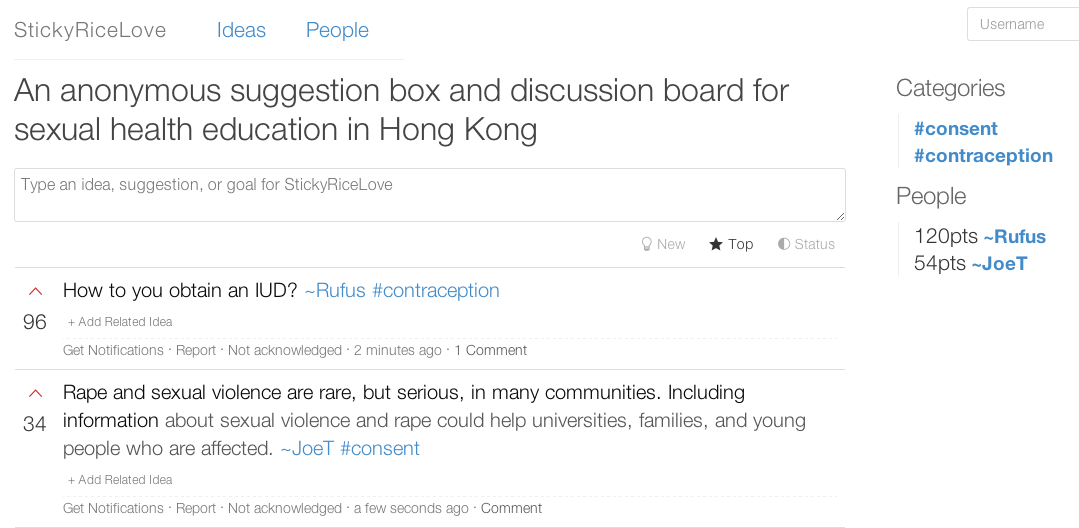 StickyRiceLove Ideas People Username
An anonymous suggestion box and discussion board for
sexual health education in Hong Kong
Type an idea, suggestion, or goal for StickyRiceLove
New Top Status
How to you obtain an IUD? ~Rufus #contraception
96
+ Add Related Idea
Get Notifications · Report · Not acknowledged · 2 minutes ago · 1 Comment
Rape and sexual violence are rare, but serious, in many communities. Including
34 information about sexual violence and rape could help universities, families, and young
people who are affected. ~JoeT #consent
+ Add Related Idea
Get Notifications · Report · Not acknowledged · a few seconds ago · Comment
Categories
#consent
#contraception
People
120pts ~Rufus
54pts ~JoeT